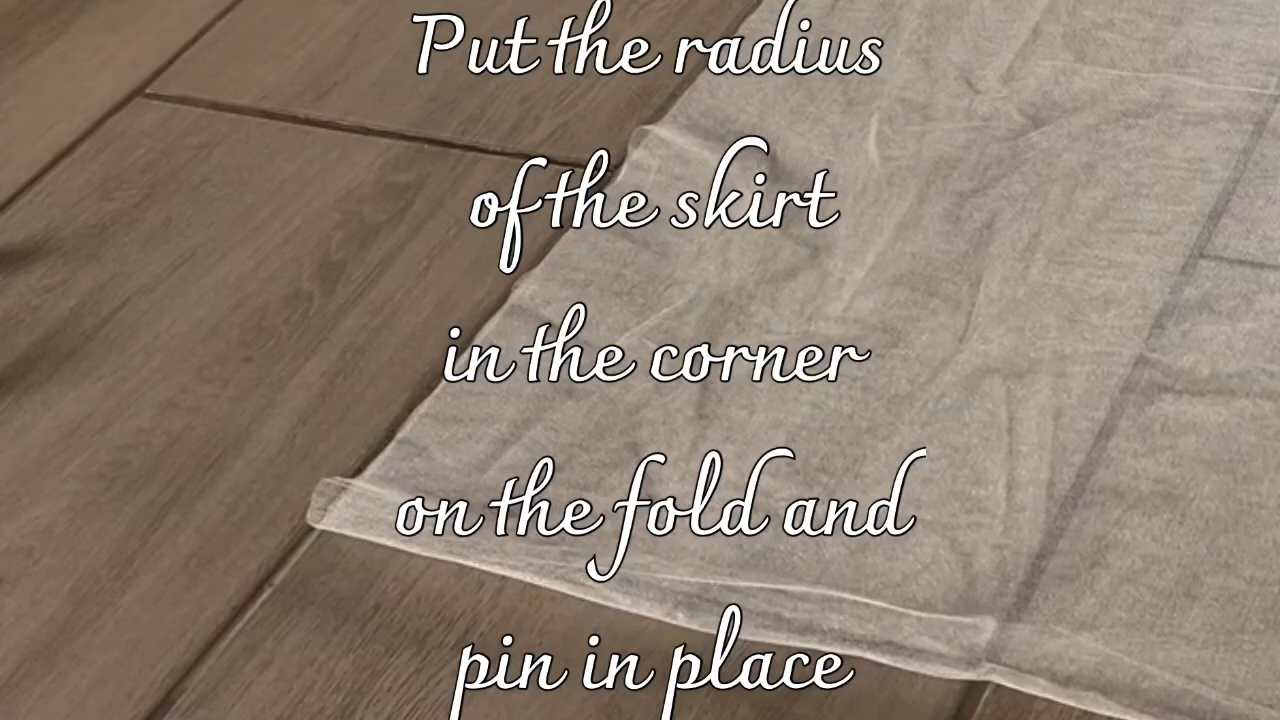 Put the radius
of the skirt
in the corner
on the fold and
pin in place